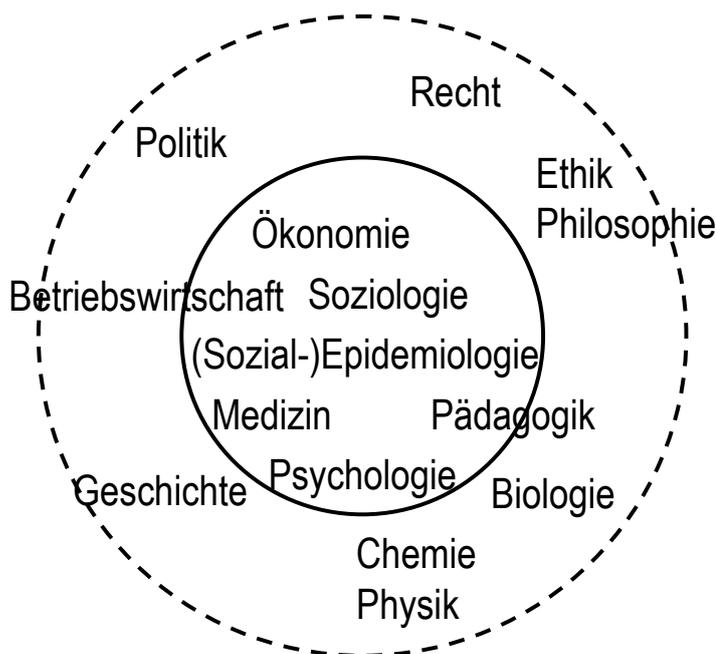 Recht
Politik
Ethik
Philosophie
Ökonomie
Betriebswirtschaft
Soziologie
(Sozial-)Epidemiologie
Medizin
Pädagogik
Psychologie
Geschichte
Biologie
Chemie
Physik